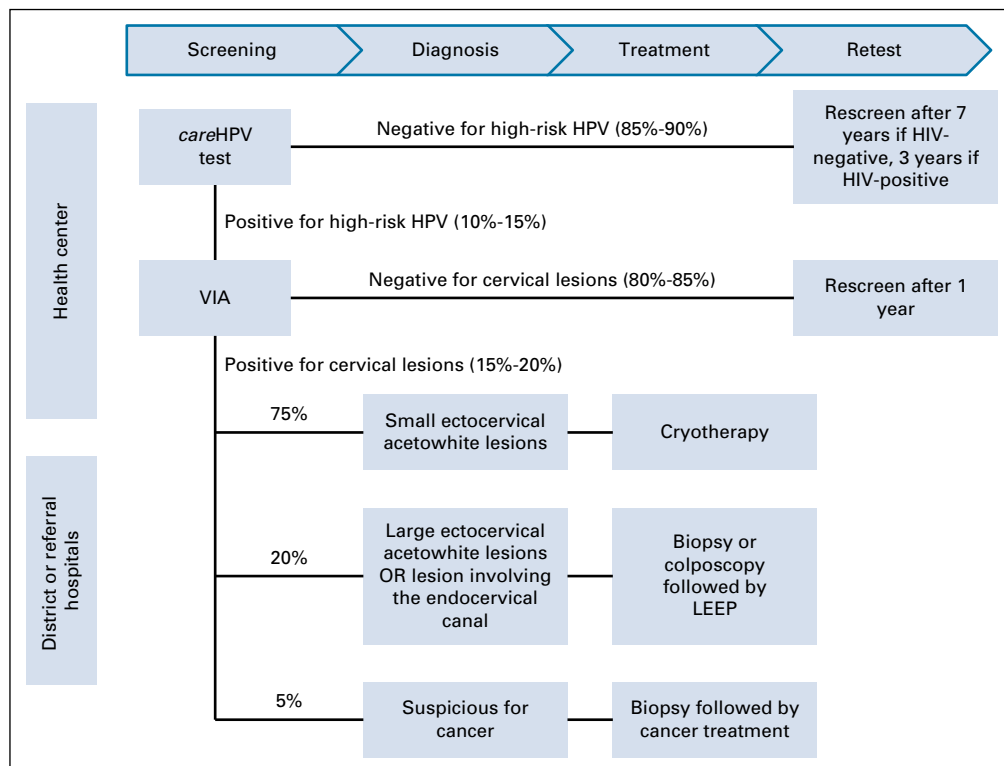 Screening
Diagnosis
Treatment
Retest
Health center
careHPV
test
Negative for high-risk HPV (85%-90%)
Rescreen after 7
years if HIV-
negative, 3 years if
HIV-positive
Positive for high-risk HPV (10%-15%)
VIA
Negative for cervical lesions (80%-85%)
Rescreen after 1
year
Positive for cervical lesions (15%-20%)
75%
Small ectocervical
acetowhite lesions
Cryotherapy
District or referral
hospitals
20%
Large ectocervical
acetowhite lesions
OR lesion involving
the endocervical
canal
Biopsy or
colposcopy
followed by
LEEP
5%
Suspicious for
cancer
Biopsy followed by
cancer treatment